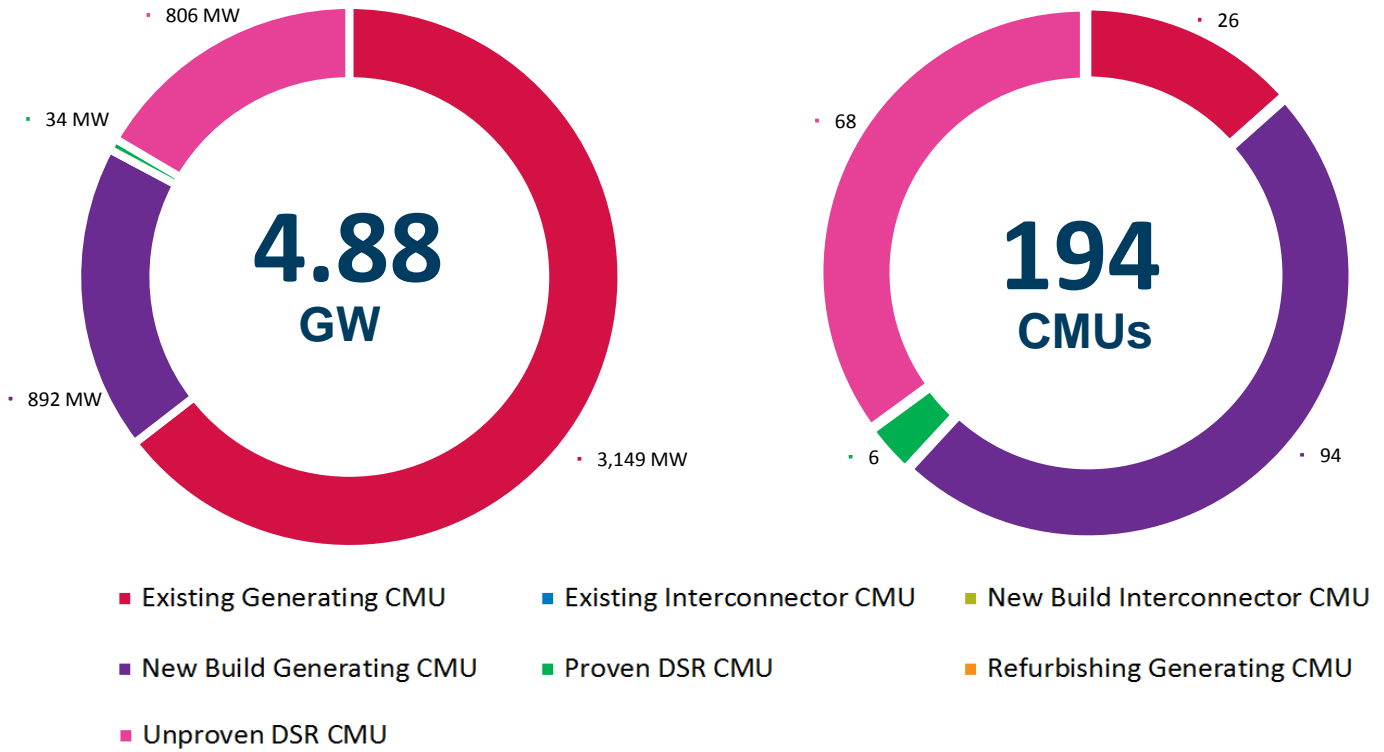 806 MW
34 MW
4.88
GW
892 MW
3,149 MW
26
68
194
CMUs
6
94
Existing Generating CMU
Existing Interconnector CMU
New Build Interconnector CMU
New Build Generating CMU
Proven DSR CMU
Refurbishing Generating CMU
Unproven DSR CMU